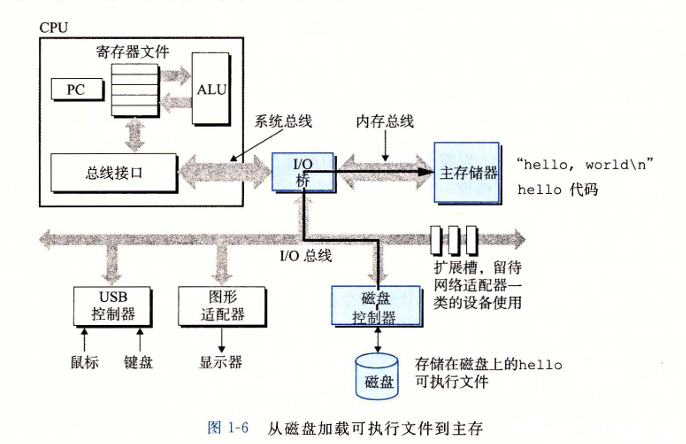 CPU
寄存器文件
PC
ALU
系统总线
内存总线
总线接口
I/O
桥
主存储器
“hello, world\n”
hello 代码
I/O 总线
扩展槽，留待
网络适配器一
类的设备使用
USB
控制器
图形
适配器
磁盘
控制器
鼠标
键盘
显示器
磁盘
存储在磁盘上的hello
可执行文件
图 1-6 从磁盘加载可执行文件到主存